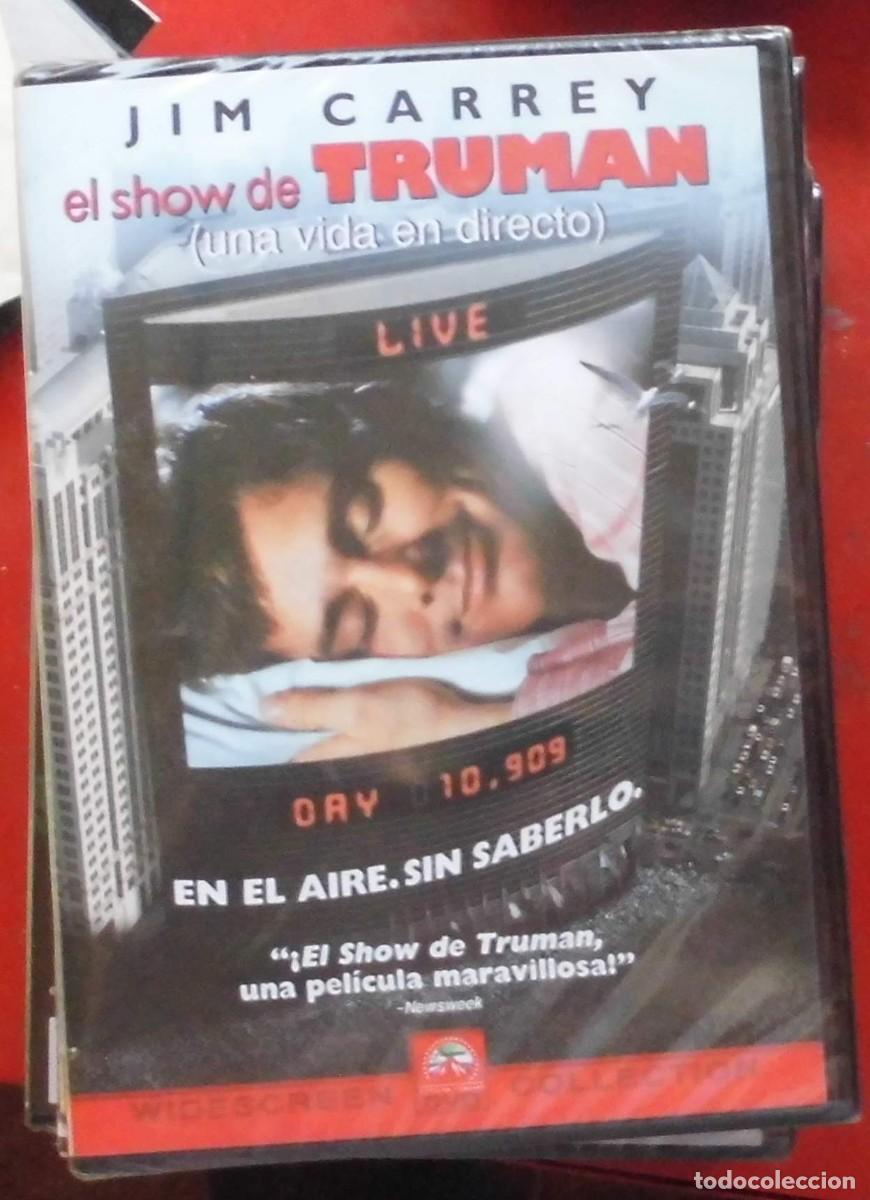 JIM CARREY
el show de TRUMAN
(una vida en directo)
LIVE
DAY 10,909
EN EL AIRE. SIN SABERLO.
“¡El Show de Truman,
una película maravillosa!”
-Newsweek
WIDESCREEN DVD COLLECTION
todocoleccion